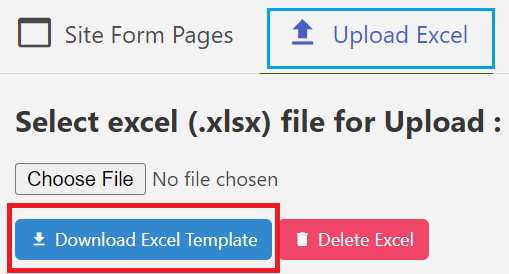 Site Form Pages Upload Excel
Select excel (.xlsx) file for Upload :
Choose File No file chosen
Download Excel Template Delete Excel